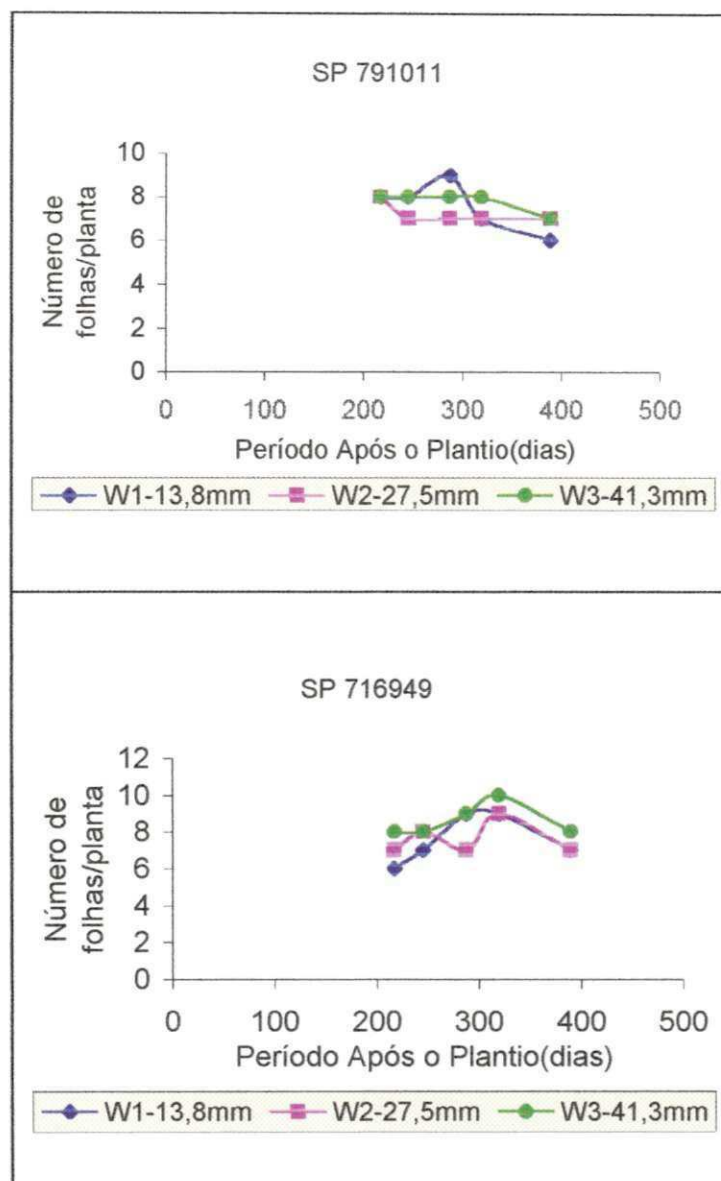 SP 791011
Número de
folhas/planta
10
8
6
4
2
0
0 100 200 300 400 500
Período Após o Plantio(dias)
W1-13,8mm W2-27,5mm W3-41,3mm
SP 716949
Número de
folhas/planta
12
10
8
6
4
2
0
0 100 200 300 400 500
Período Após o Plantio(dias)
W1-13,8mm W2-27,5mm W3-41,3mm